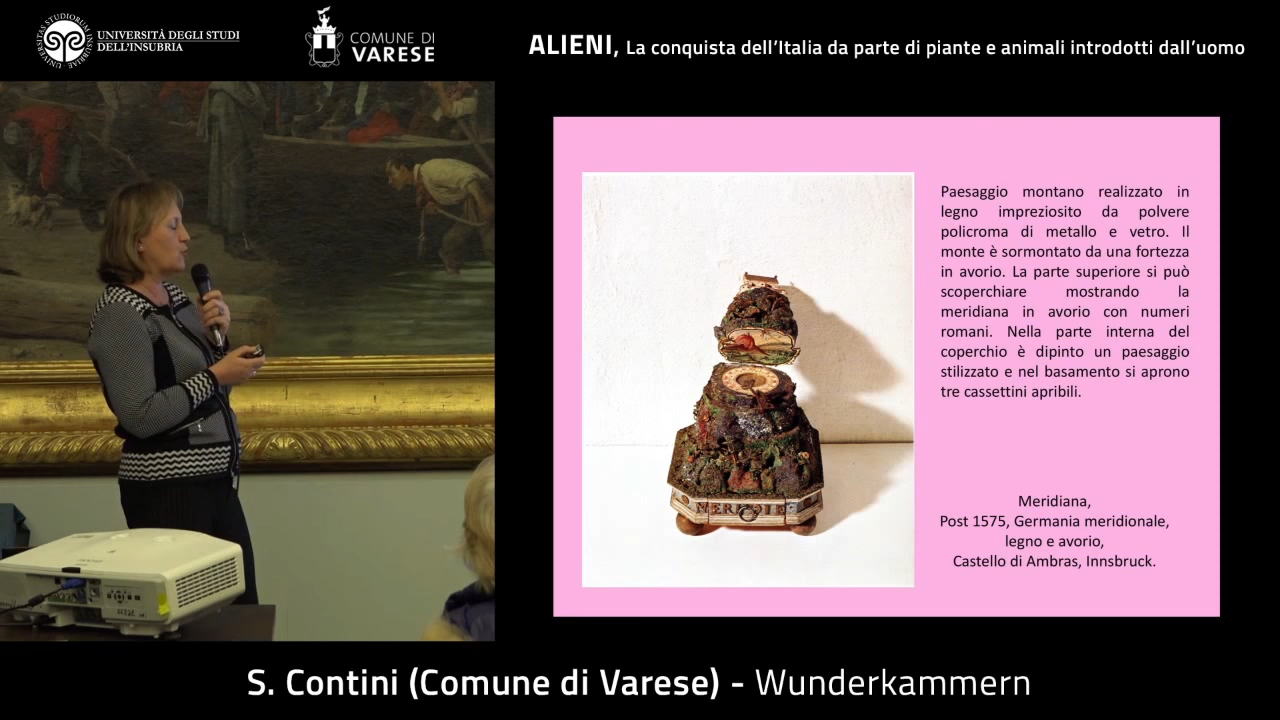 UNIVERSITÀ DEGLI STUDI
DELL'INSUBRIA
COMUNE DI
VARESE
ALIENI, La conquista dell'Italia da parte di piante e animali introdotti dall'uomo
Paesaggio montano realizzato in
legno impreziosito da polvere
policroma di metallo e vetro. Il
monte è sormontato da una fortezza
in avorio. La parte superiore si può
scoperchiare mostrando la
meridiana in avorio con numeri
romani. Nella parte interna del
coperchio è dipinto un paesaggio
stilizzato e nel basamento si aprono
tre cassettini apribili.
Meridiana,
Post 1575, Germania meridionale,
legno e avorio,
Castello di Ambras, Innsbruck.
S. Contini (Comune di Varese) - Wunderkammern